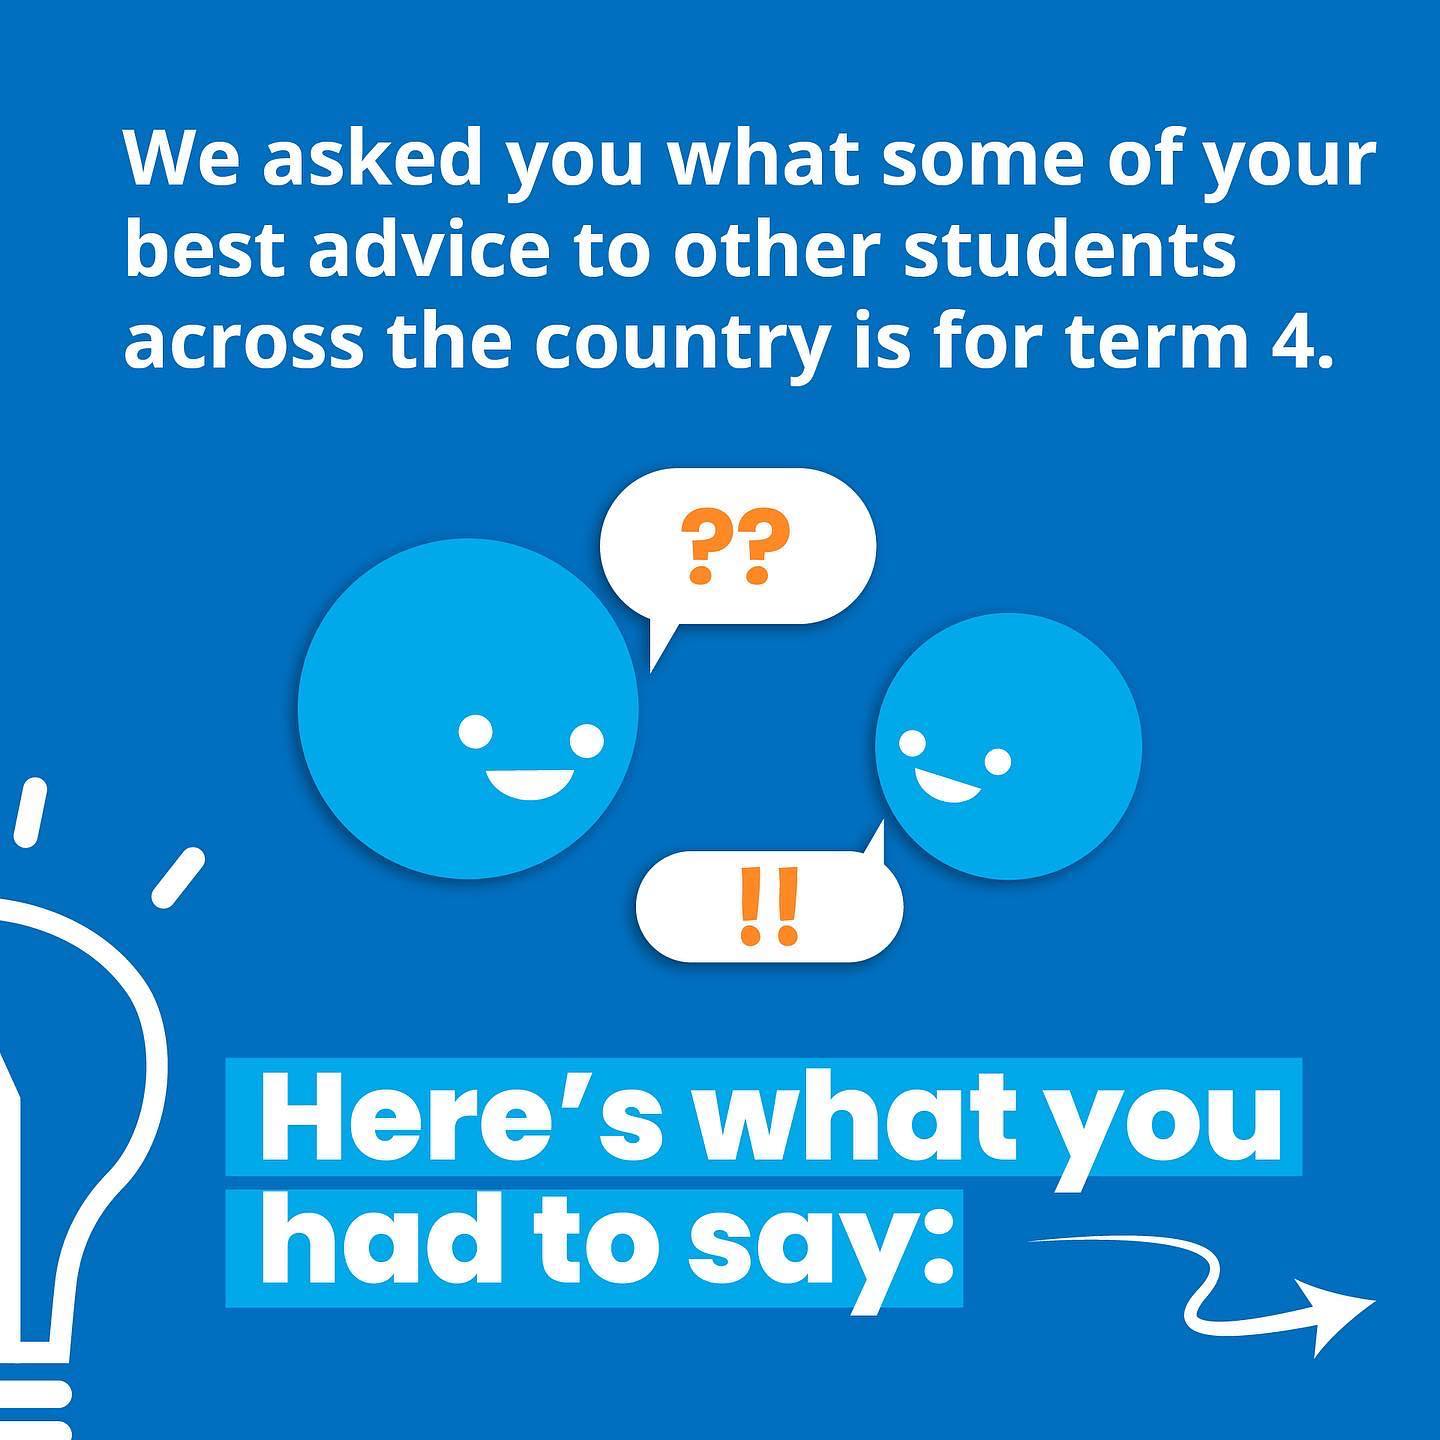 We asked you what some of your
best advice to other students
across the country is for term 4.
??
!!
Here’s what you
had to say: